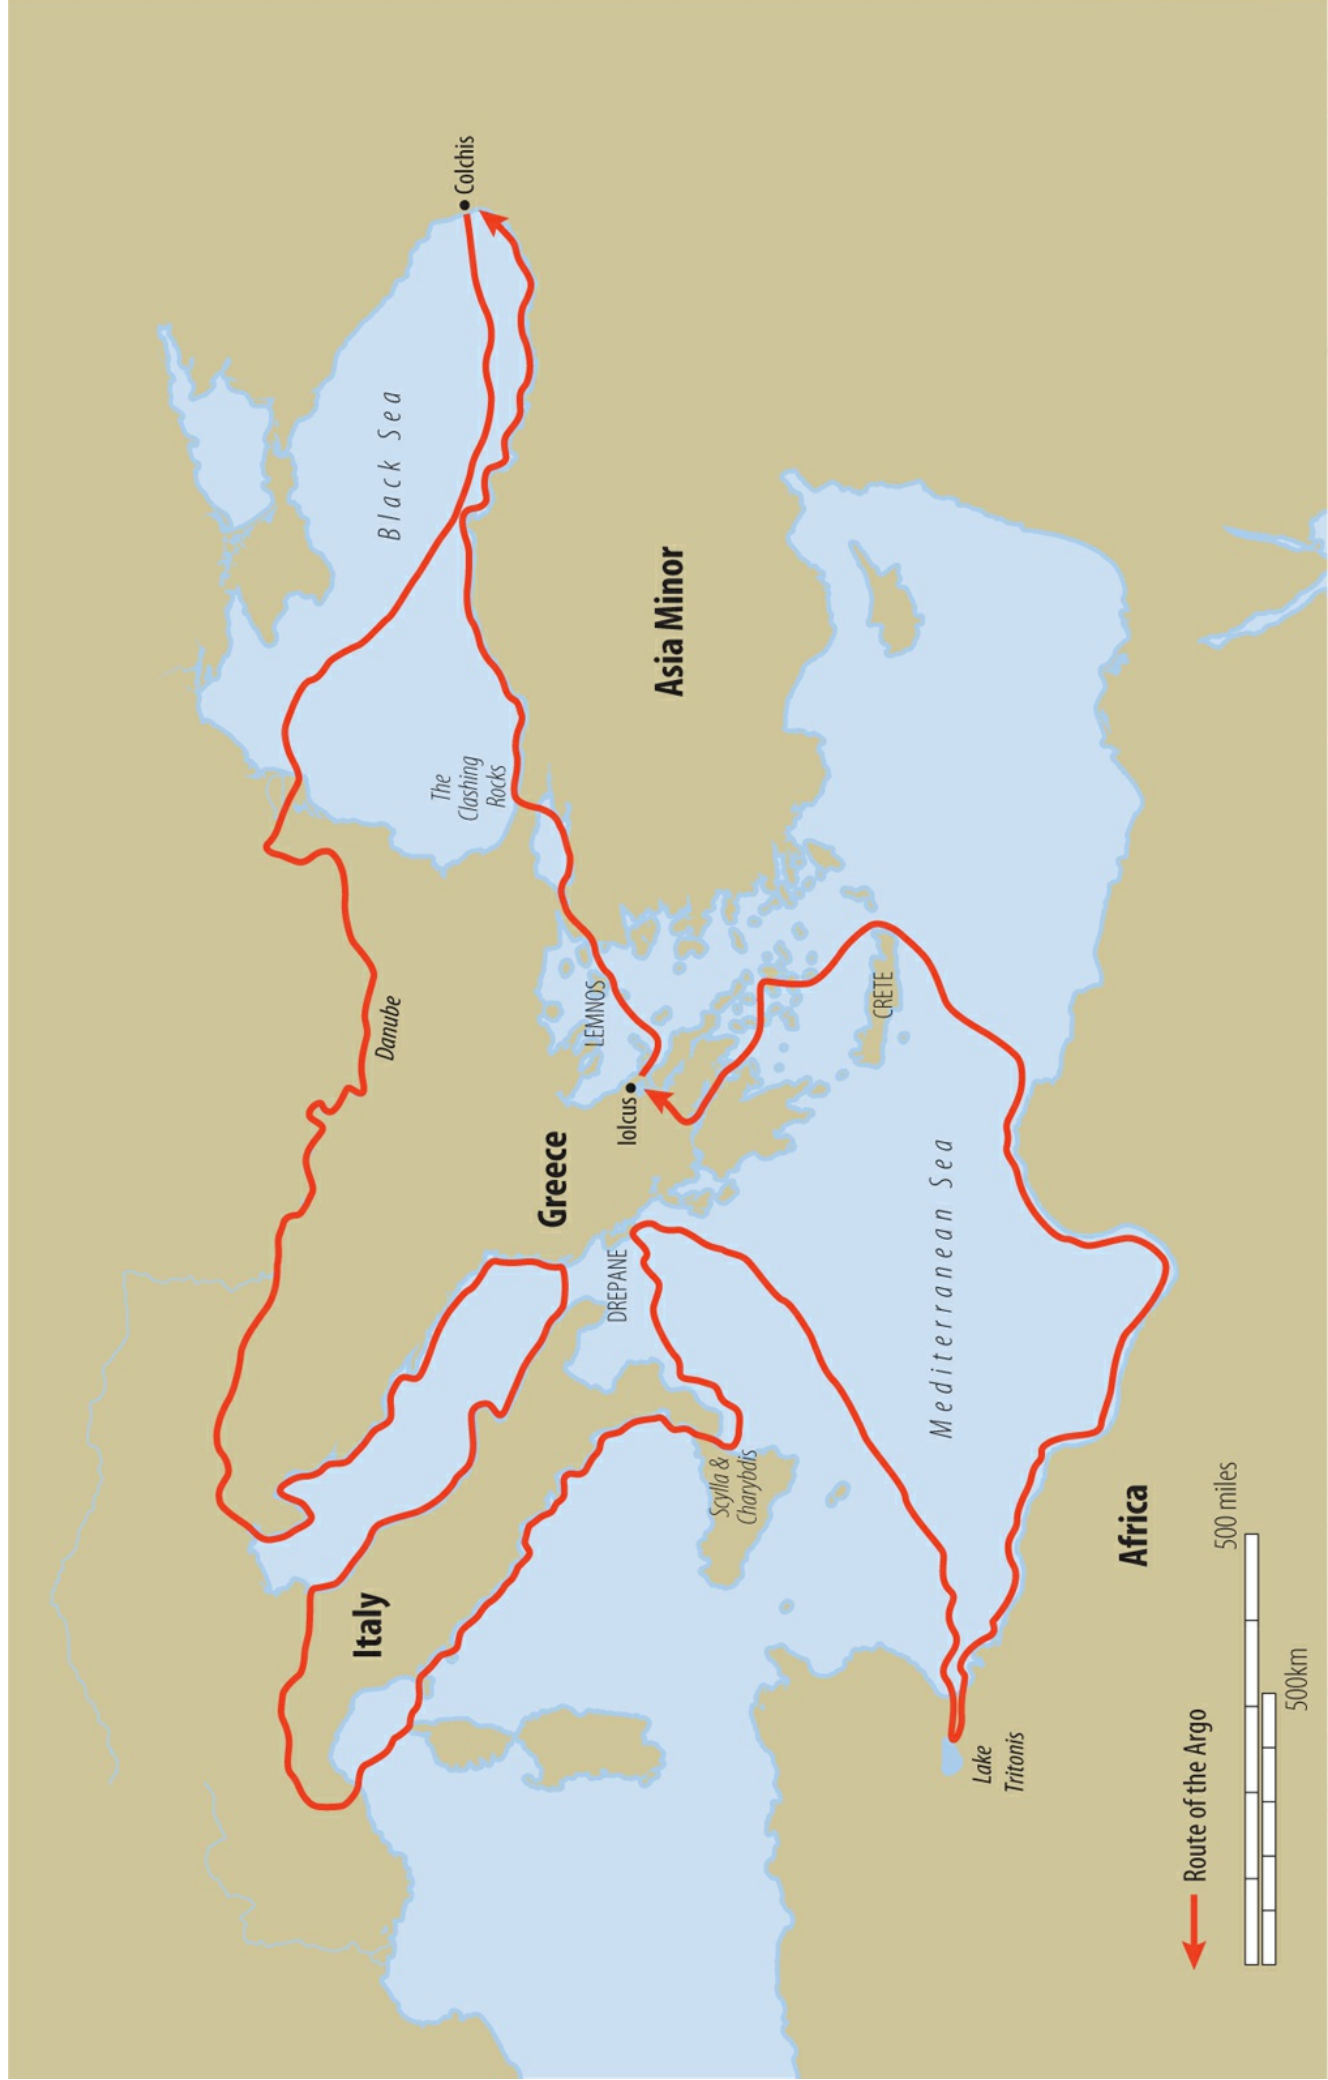 Colchis
Black Sea
The
Clashing
Rocks
Asia Minor
Danube
LEMNOS
Iolcus
Greece
CRETE
DREPANE
Mediterranean Sea
Scylla &
Charybdis
Italy
Africa
Lake
Tritonis
Route of the Argo
500 miles
500km